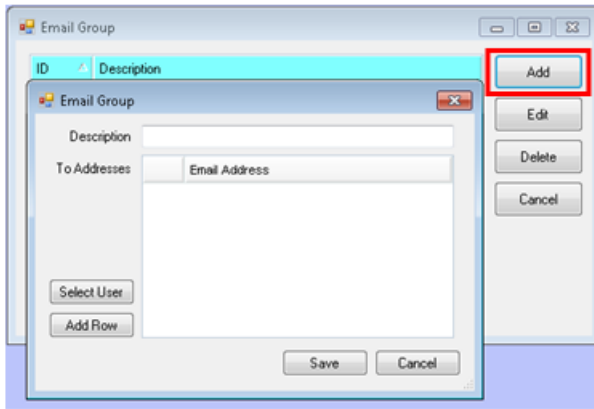 Email Group
ID Description
Add
Email Group
Edit
Description
Delete
To Addresses Email Address
Cancel
Select User
Add Row
Save Cancel